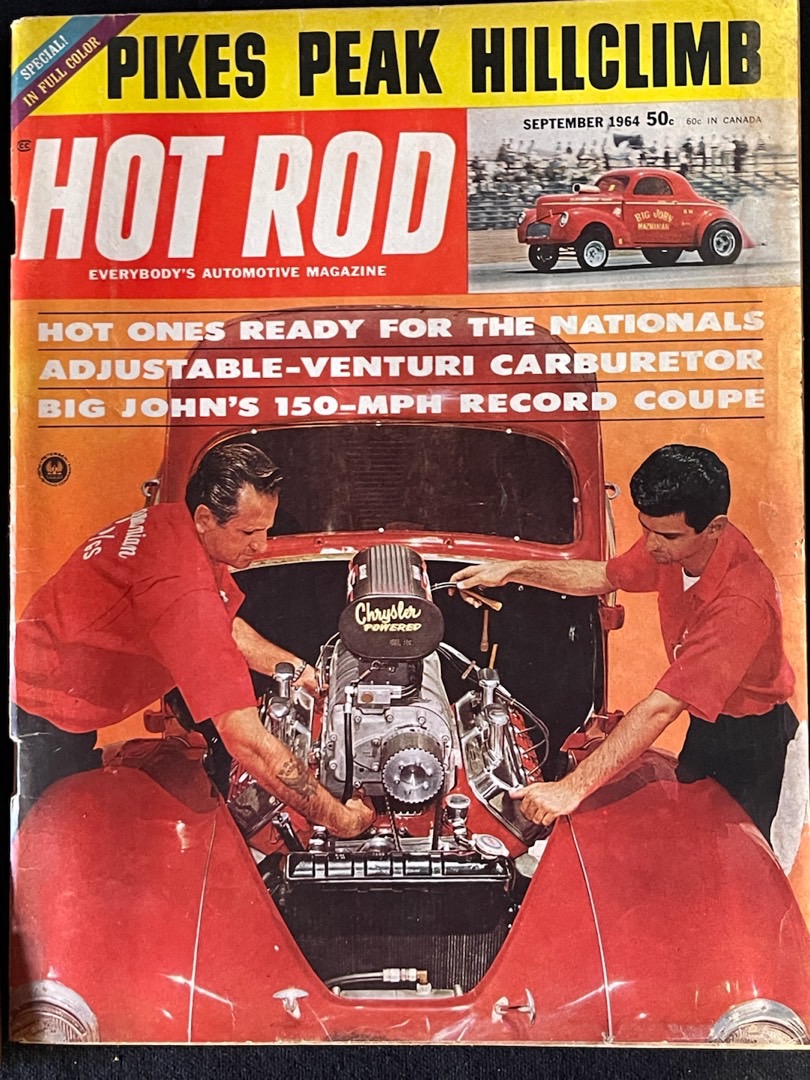 SPECIAL!
IN FULL COLOR
PIKES PEAK HILLCLIMB
SEPTEMBER 1964 50c 60c IN CANADA
HOT ROD
EVERYBODY'S AUTOMOTIVE MAGAZINE
BIG JOHN
MAZMANIAN
HOT ONES READY FOR THE NATIONALS
ADJUSTABLE-VENTURI CARBURETOR
BIG JOHN'S 150-MPH RECORD COUPE
Chrysler
POWERED